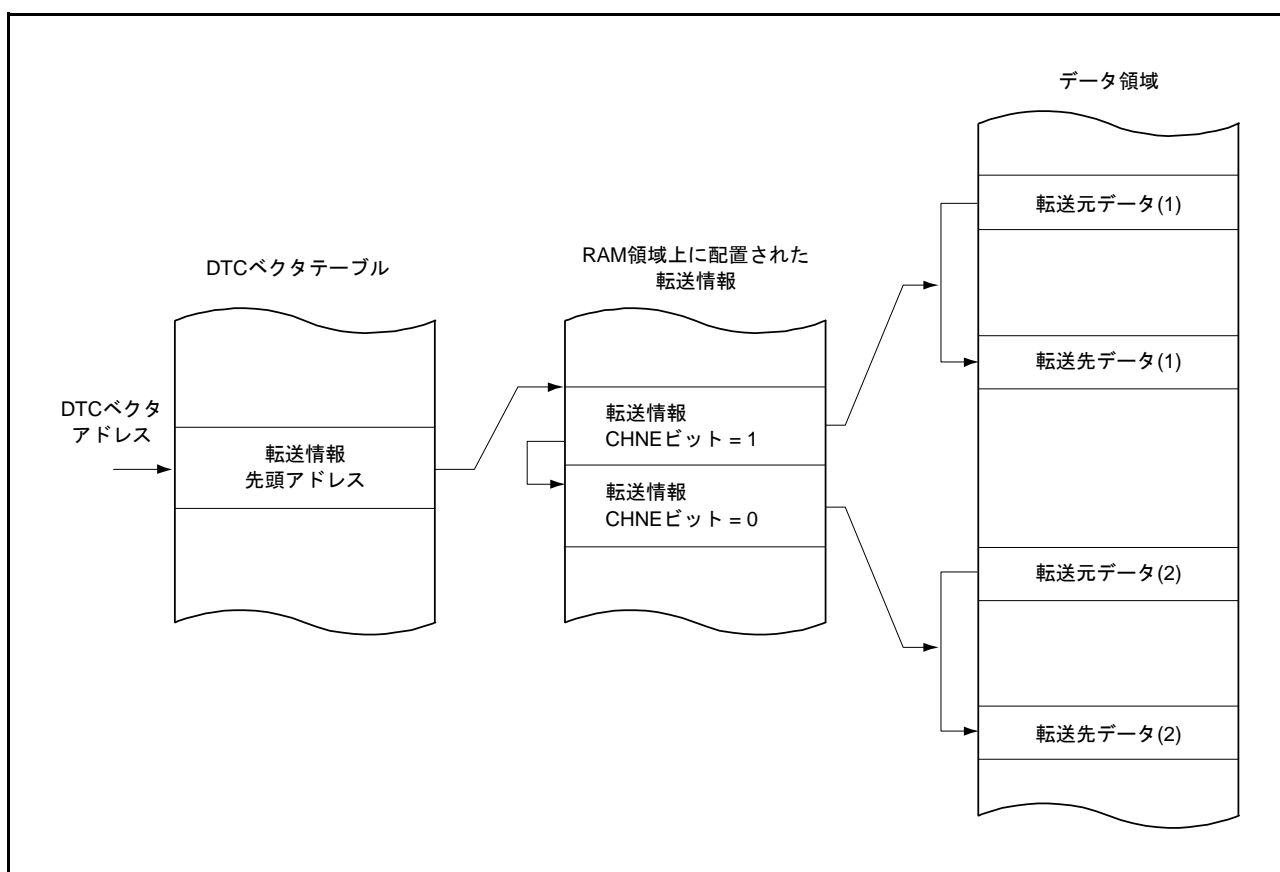 DTCベクタテーブル
DTCベクタ
アドレス
転送情報
先頭アドレス
RAM領域上に配置された
転送情報
転送情報
CHNEビット = 1
転送情報
CHNEビット = 0
データ領域
転送元データ(1)
転送先データ(1)
転送元データ(2)
転送先データ(2)